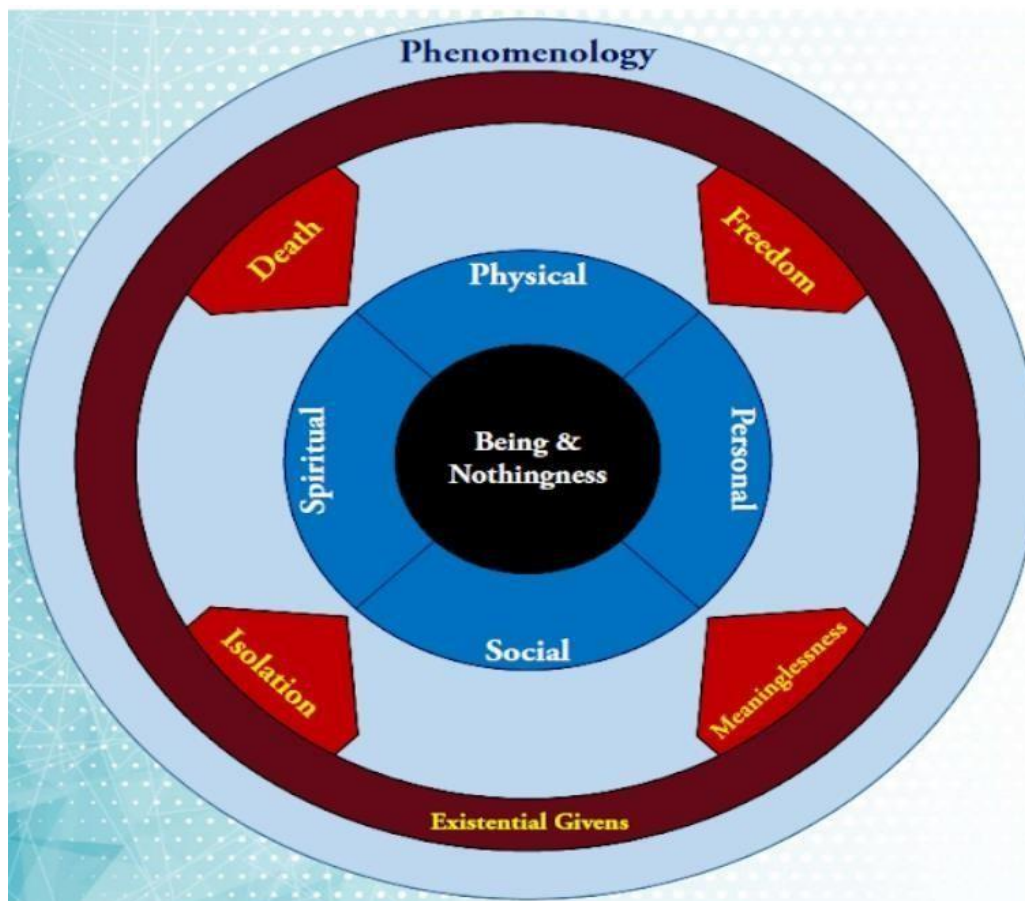 Phenomenology
Death
Freedom
Physical
Spiritual
Being &
Nothingness
Personal
Social
Isolation
Meaninglessness
Existential Givens